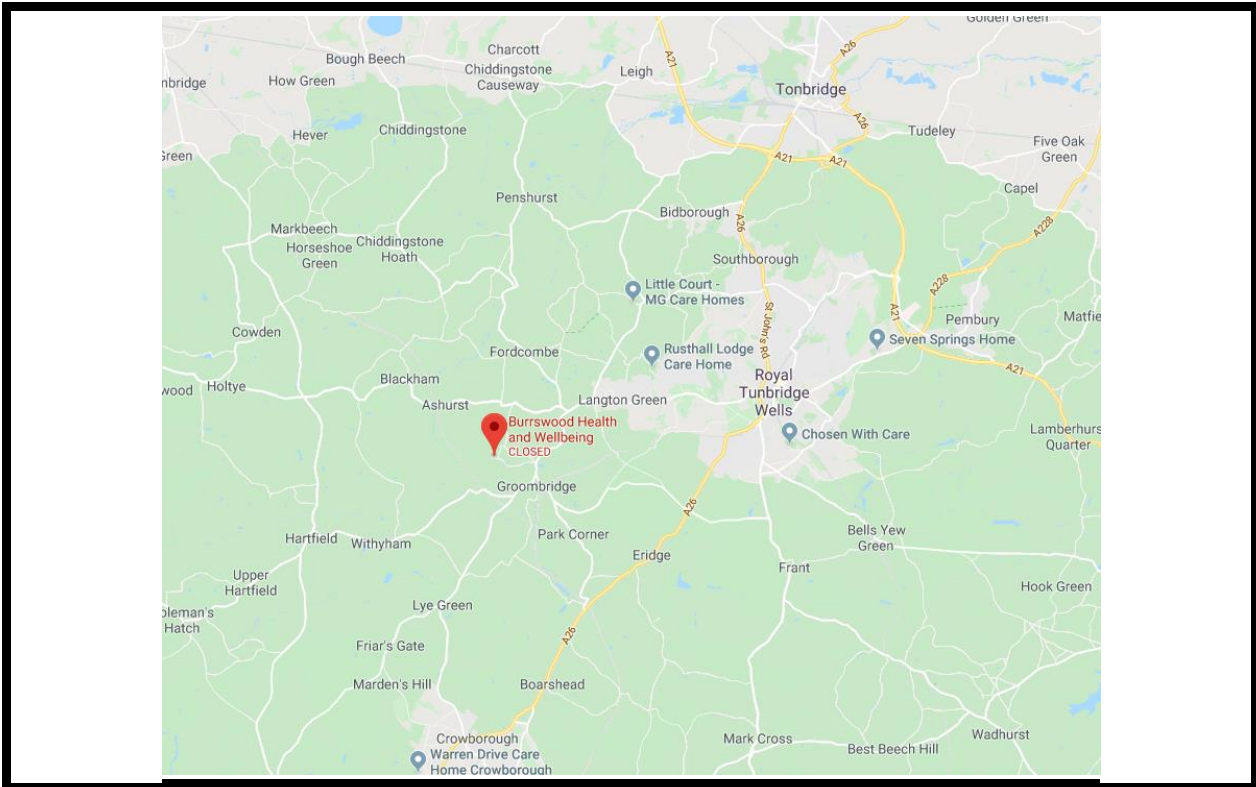 Golden Green
Charcott
Bough Beech
Chiddingstone
Causeway
Leigh
A21
A26
nbridge
How Green
Tonbridge
Hever
Chiddingstone
A26
Tudeley
Five Oak
Green
Green
A21
A21
Capel
Penshurst
Bidborough
A26
A228
Markbeech
Horseshoe
Green
Chiddingstone
Hoath
Southborough
Little Court -
MG Care Homes
A228
A21
St John's Rd
Pembury
Matfie
Cowden
Seven Springs Home
Fordcombe
Rusthall Lodge
Care Home
A21
Royal
Tunbridge
Wells
Blackham
wood
Holtye
Ashurst
Langton Green
Burrswood Health
and Wellbeing
CLOSED
Chosen With Care
Lamberhurs
Quarter
Groombridge
A26
Hartfield
Withyham
Park Corner
Bells Yew
Green
Eridge
Frant
Upper
Hartfield
Hook Green
oleman's
Hatch
Lye Green
A26
Friar's Gate
Marden's Hill
Boarshead
Crowborough
Mark Cross
Best Beech Hill
Wadhurst
Warren Drive Care
Home Crowborough